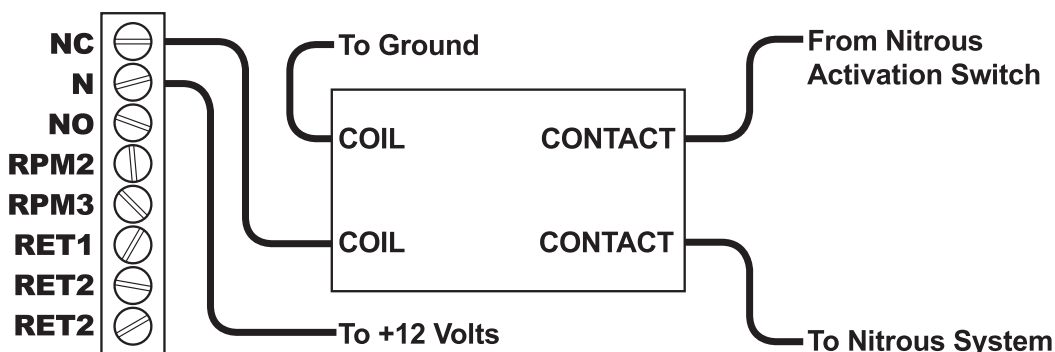 NC
N
NO
RPM2
RPM3
RET1
RET2
RET2
To Ground
COIL
COIL
To +12 Volts
CONTACT
CONTACT
From Nitrous
Activation Switch
To Nitrous System